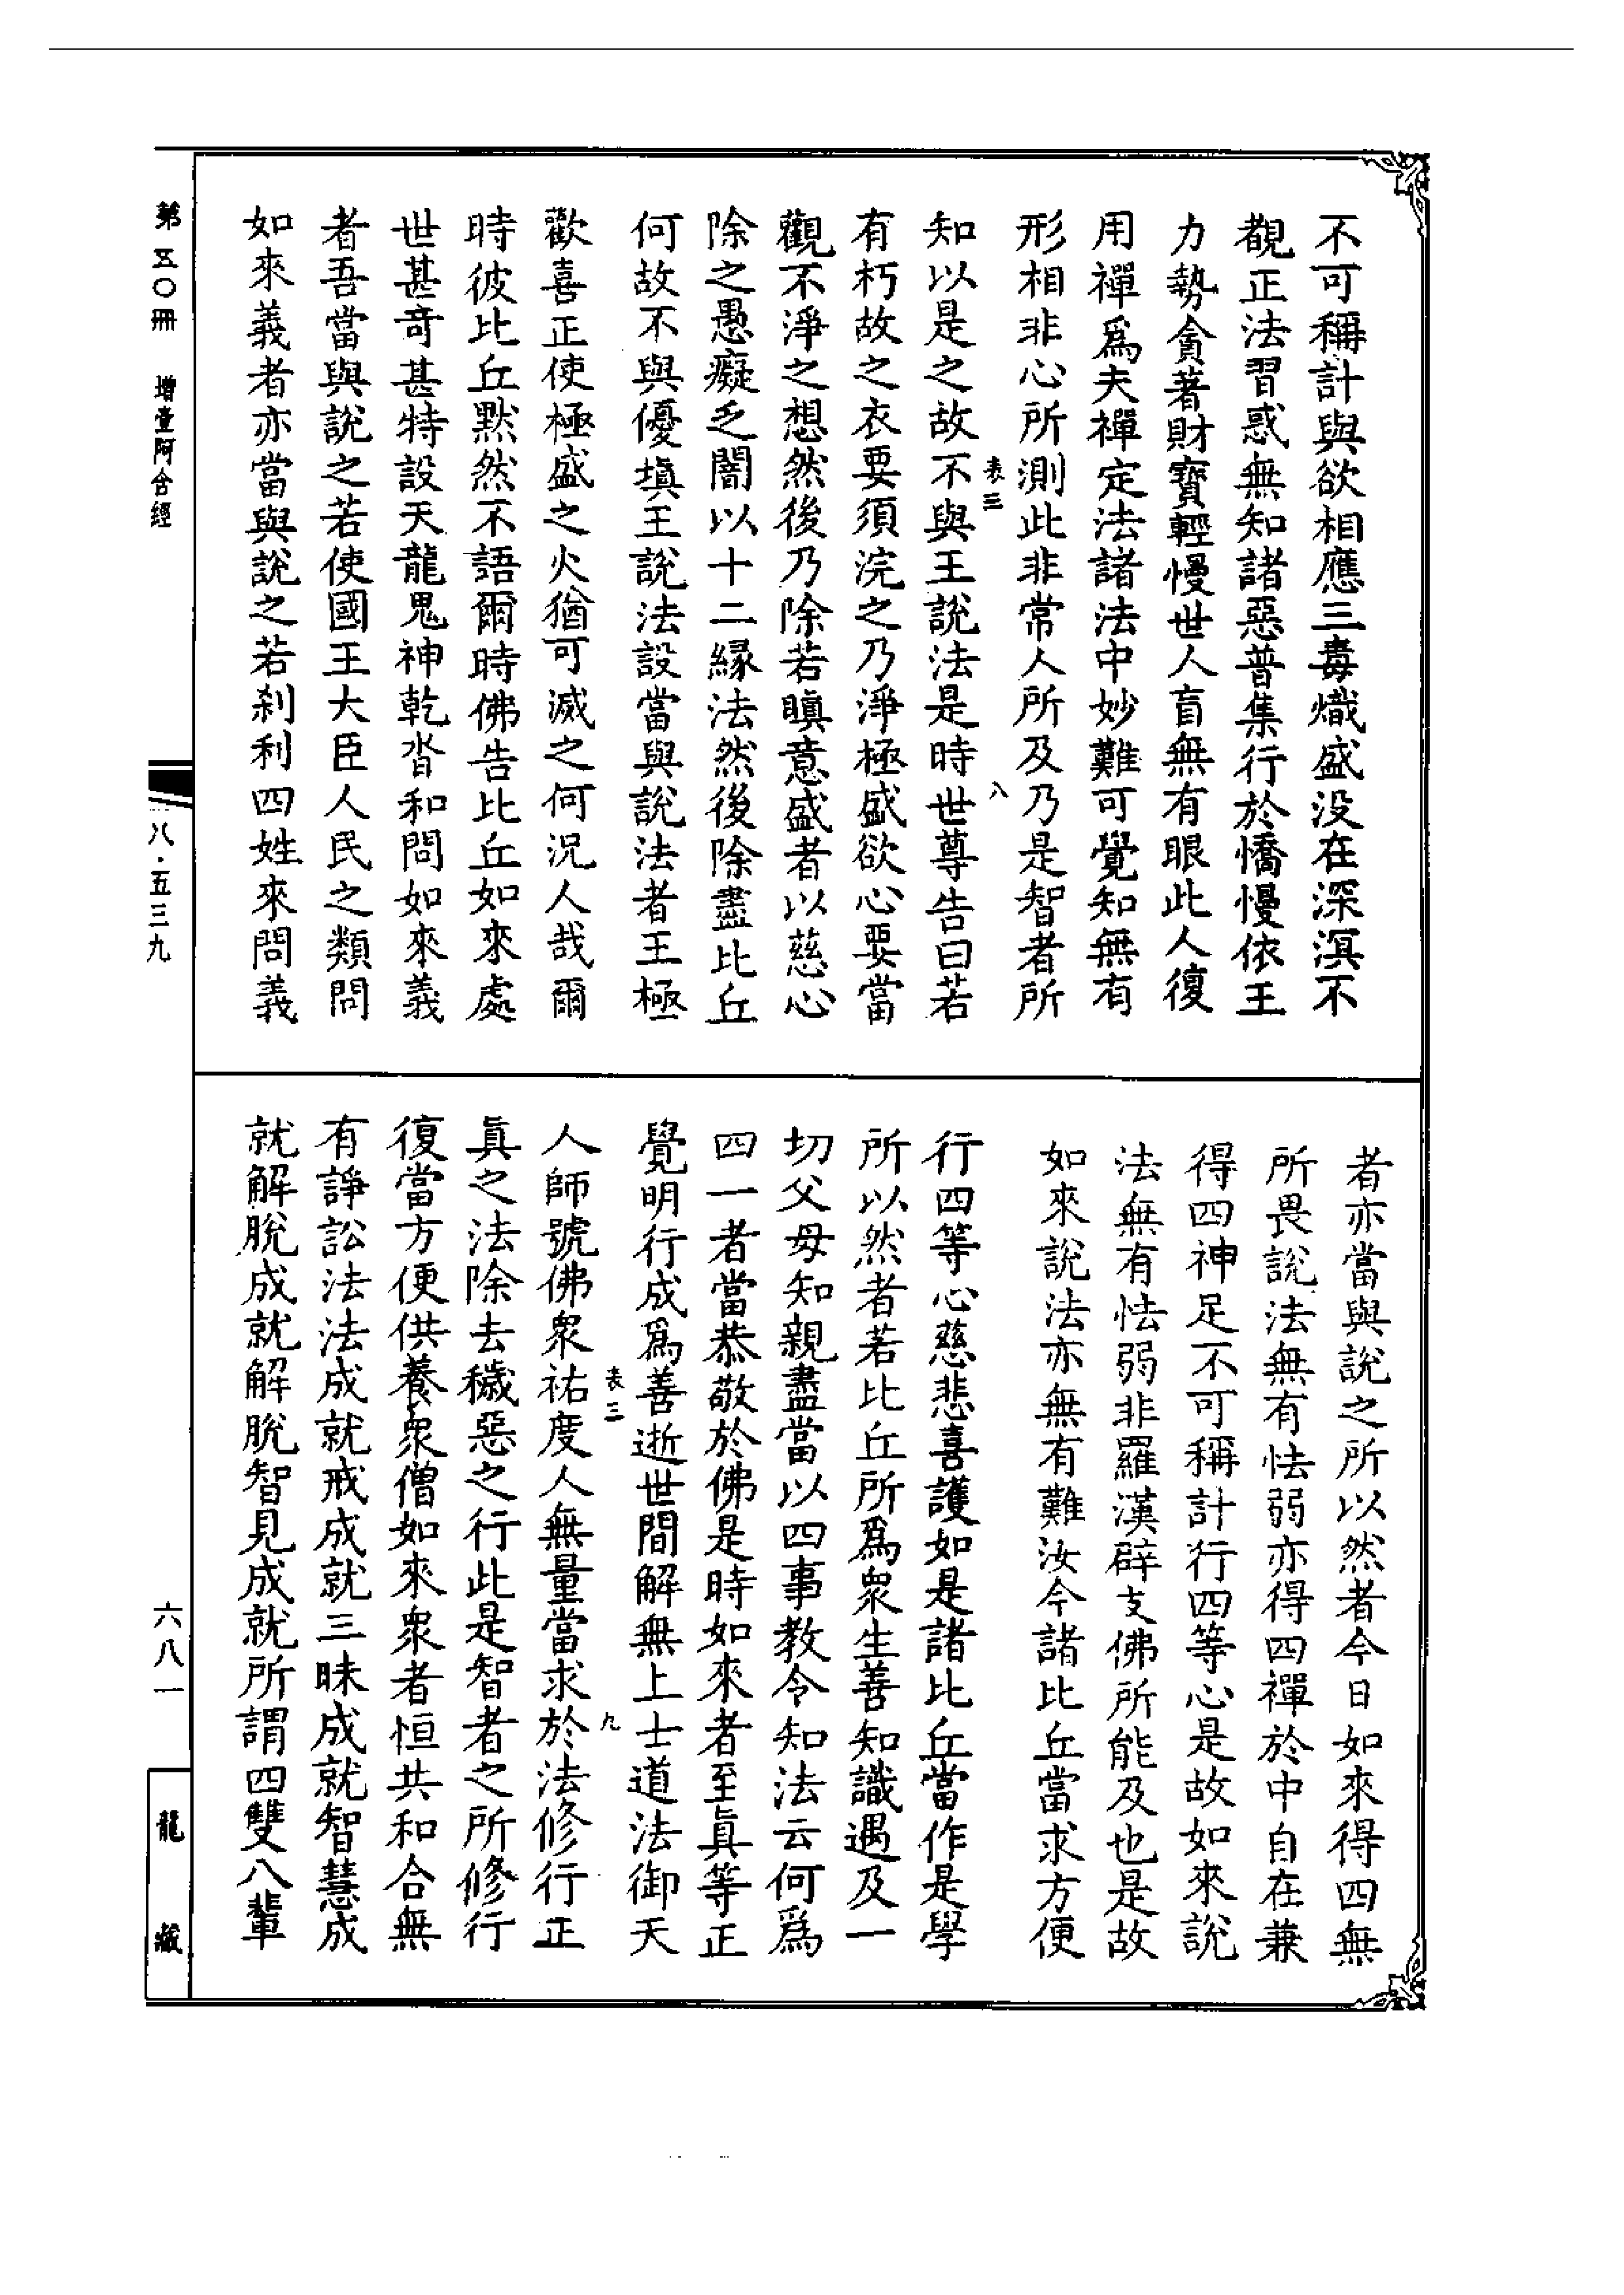 不可稱計與欲相應三毒熾盛没在深溟不
覩正法習惑無知諸惡普集行於憍慢依王
力勢貪著財寶輕慢世人盲無有眼此人復
用禪爲夫禪定法諸法中妙難可覺知無有
形相非心所測此非常人所及乃是智者所
表三
八
知以是之故不與王說法是時世尊告曰若
有朽故之衣要須浣之乃淨極盛欲心要當
觀不淨之想然後乃除若瞋恚盛者以慈心
除之愚癡之闇以十二緣法然後除盡比丘
何故不與優填王說法設當與說法者王極
歡喜正使極盛之火猶可滅之何況人哉爾
時彼比丘默然不語爾時佛告比丘如來處
世甚奇甚特設天龍鬼神乾沓和問如來義
者吾當與說之若使國王大臣人民之類問
如來義者亦當與說之若剎利四姓來問義
者亦當與說之所以然者今日如來得四無
所畏說法無有怯弱亦得四禪於中自在兼
得四神足不可稱計行四等心是故如來說
法無有怯弱非羅漢辟支佛所能及也是故
如來說法亦無有難汝今諸比丘當求方便
行四等心慈悲喜護如是諸比丘當作是學
所以然者若比丘所爲衆生善知識遇及一
切父母知親盡當以四事教令知法云何爲
四一者當恭敬於佛是時如來者至眞等正
覺明行成爲善逝世間解無上士道法御天
表三
九
人師號佛衆祐度人無量當求於法修行正
眞之法除去穢惡之行此是智者之所修行
復當方便供養衆僧如來衆者恒共和合無
有諍訟法法成就戒成就三昧成就智慧成
就解脫成就解脫智見成就所謂四雙八輩
第五〇冊 增壹阿含經
一八·五三九
六八一
龍藏